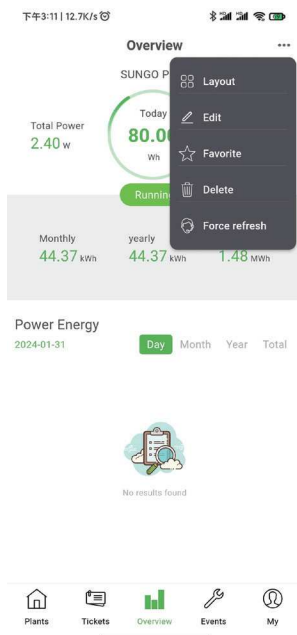 下午3:11 | 12.7K/s
Overview
SUNGO P
Layout
Edit
Favorite
Delete
Force refresh
Total Power
2.40 w
Today
80.0
Wh
Runnin
Monthly
44.37 kWh
yearly
44.37 kWh
1.48 MWh
Power Energy
2024-01-31
Day Month Year Total
No results found
Plants Tickets Overview Events My